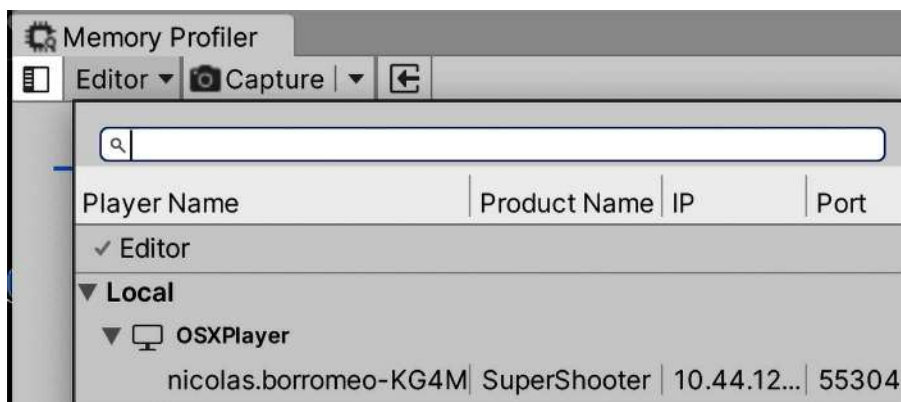 Memory Profiler
Editor Capture
Player Name Product Name IP Port
Editor
Local
OSXPlayer
nicolas.borromeo-KG4M SuperShooter 10.44.12... 55304